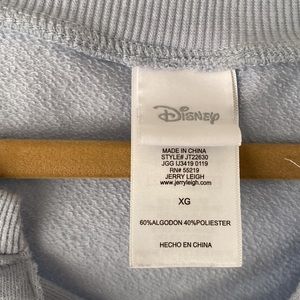 Disney
MADE IN CHINA
STYLE# JT22630
JGG IJ3419 0119
RN# 55219
JERRY LEIGH
www.jerryleigh.com
XG
60%ALGODON 40%POLIESTER
HECHO EN CHINA